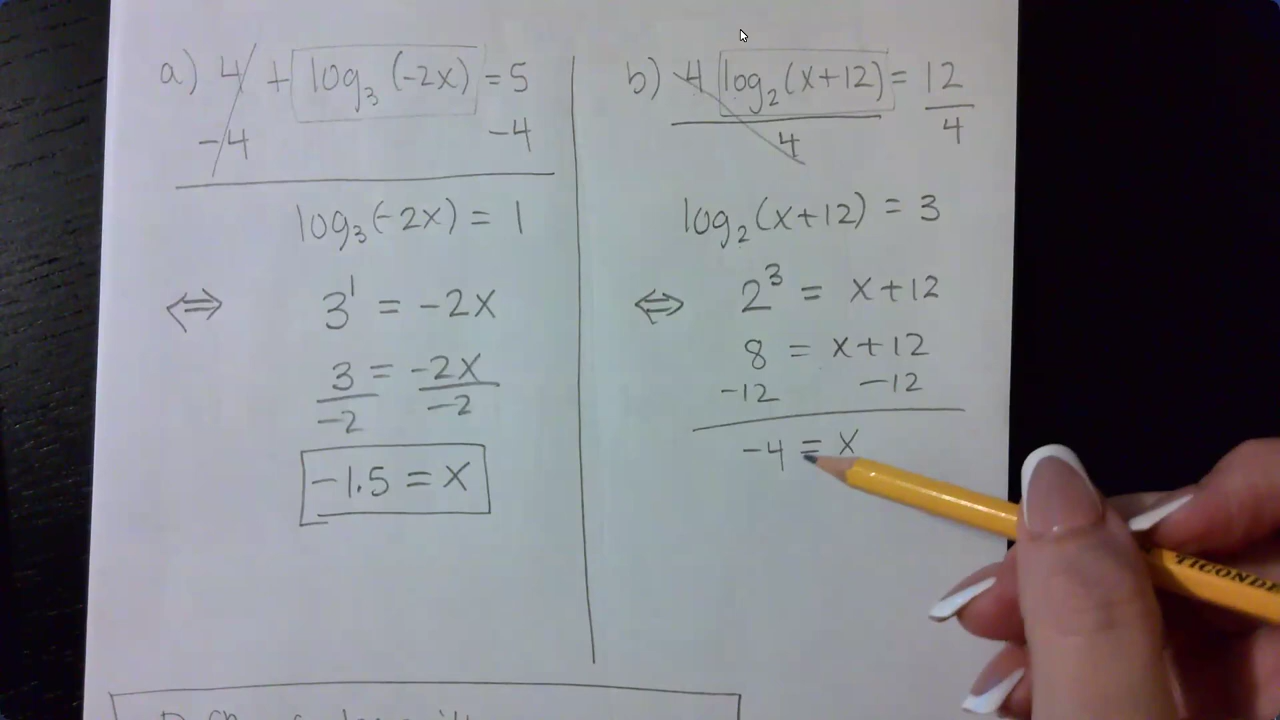 a) 4 + log₃(-2x) = 5
-4 -4
log₃(-2x) = 1
⇔ 3¹ = -2x
3 = -2x
-2 -2
-1.5 = x
b) 4 log₂(x+12) = 12
4 4
log₂(x+12) = 3
⇔ 2³ = x+12
8 = x+12
-12 -12
-4 = x